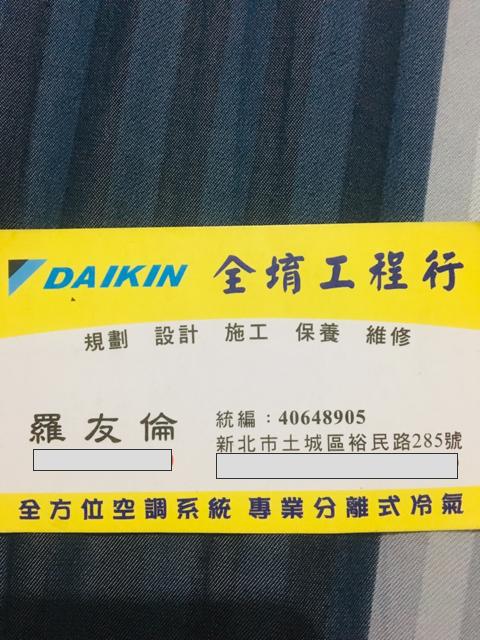 DAIKIN 全堉工程行
規劃 設計 施工 保養 維修
羅友倫
統編：40648905
新北市土城區裕民路285號
全方位空調系統 專業分離式冷氣